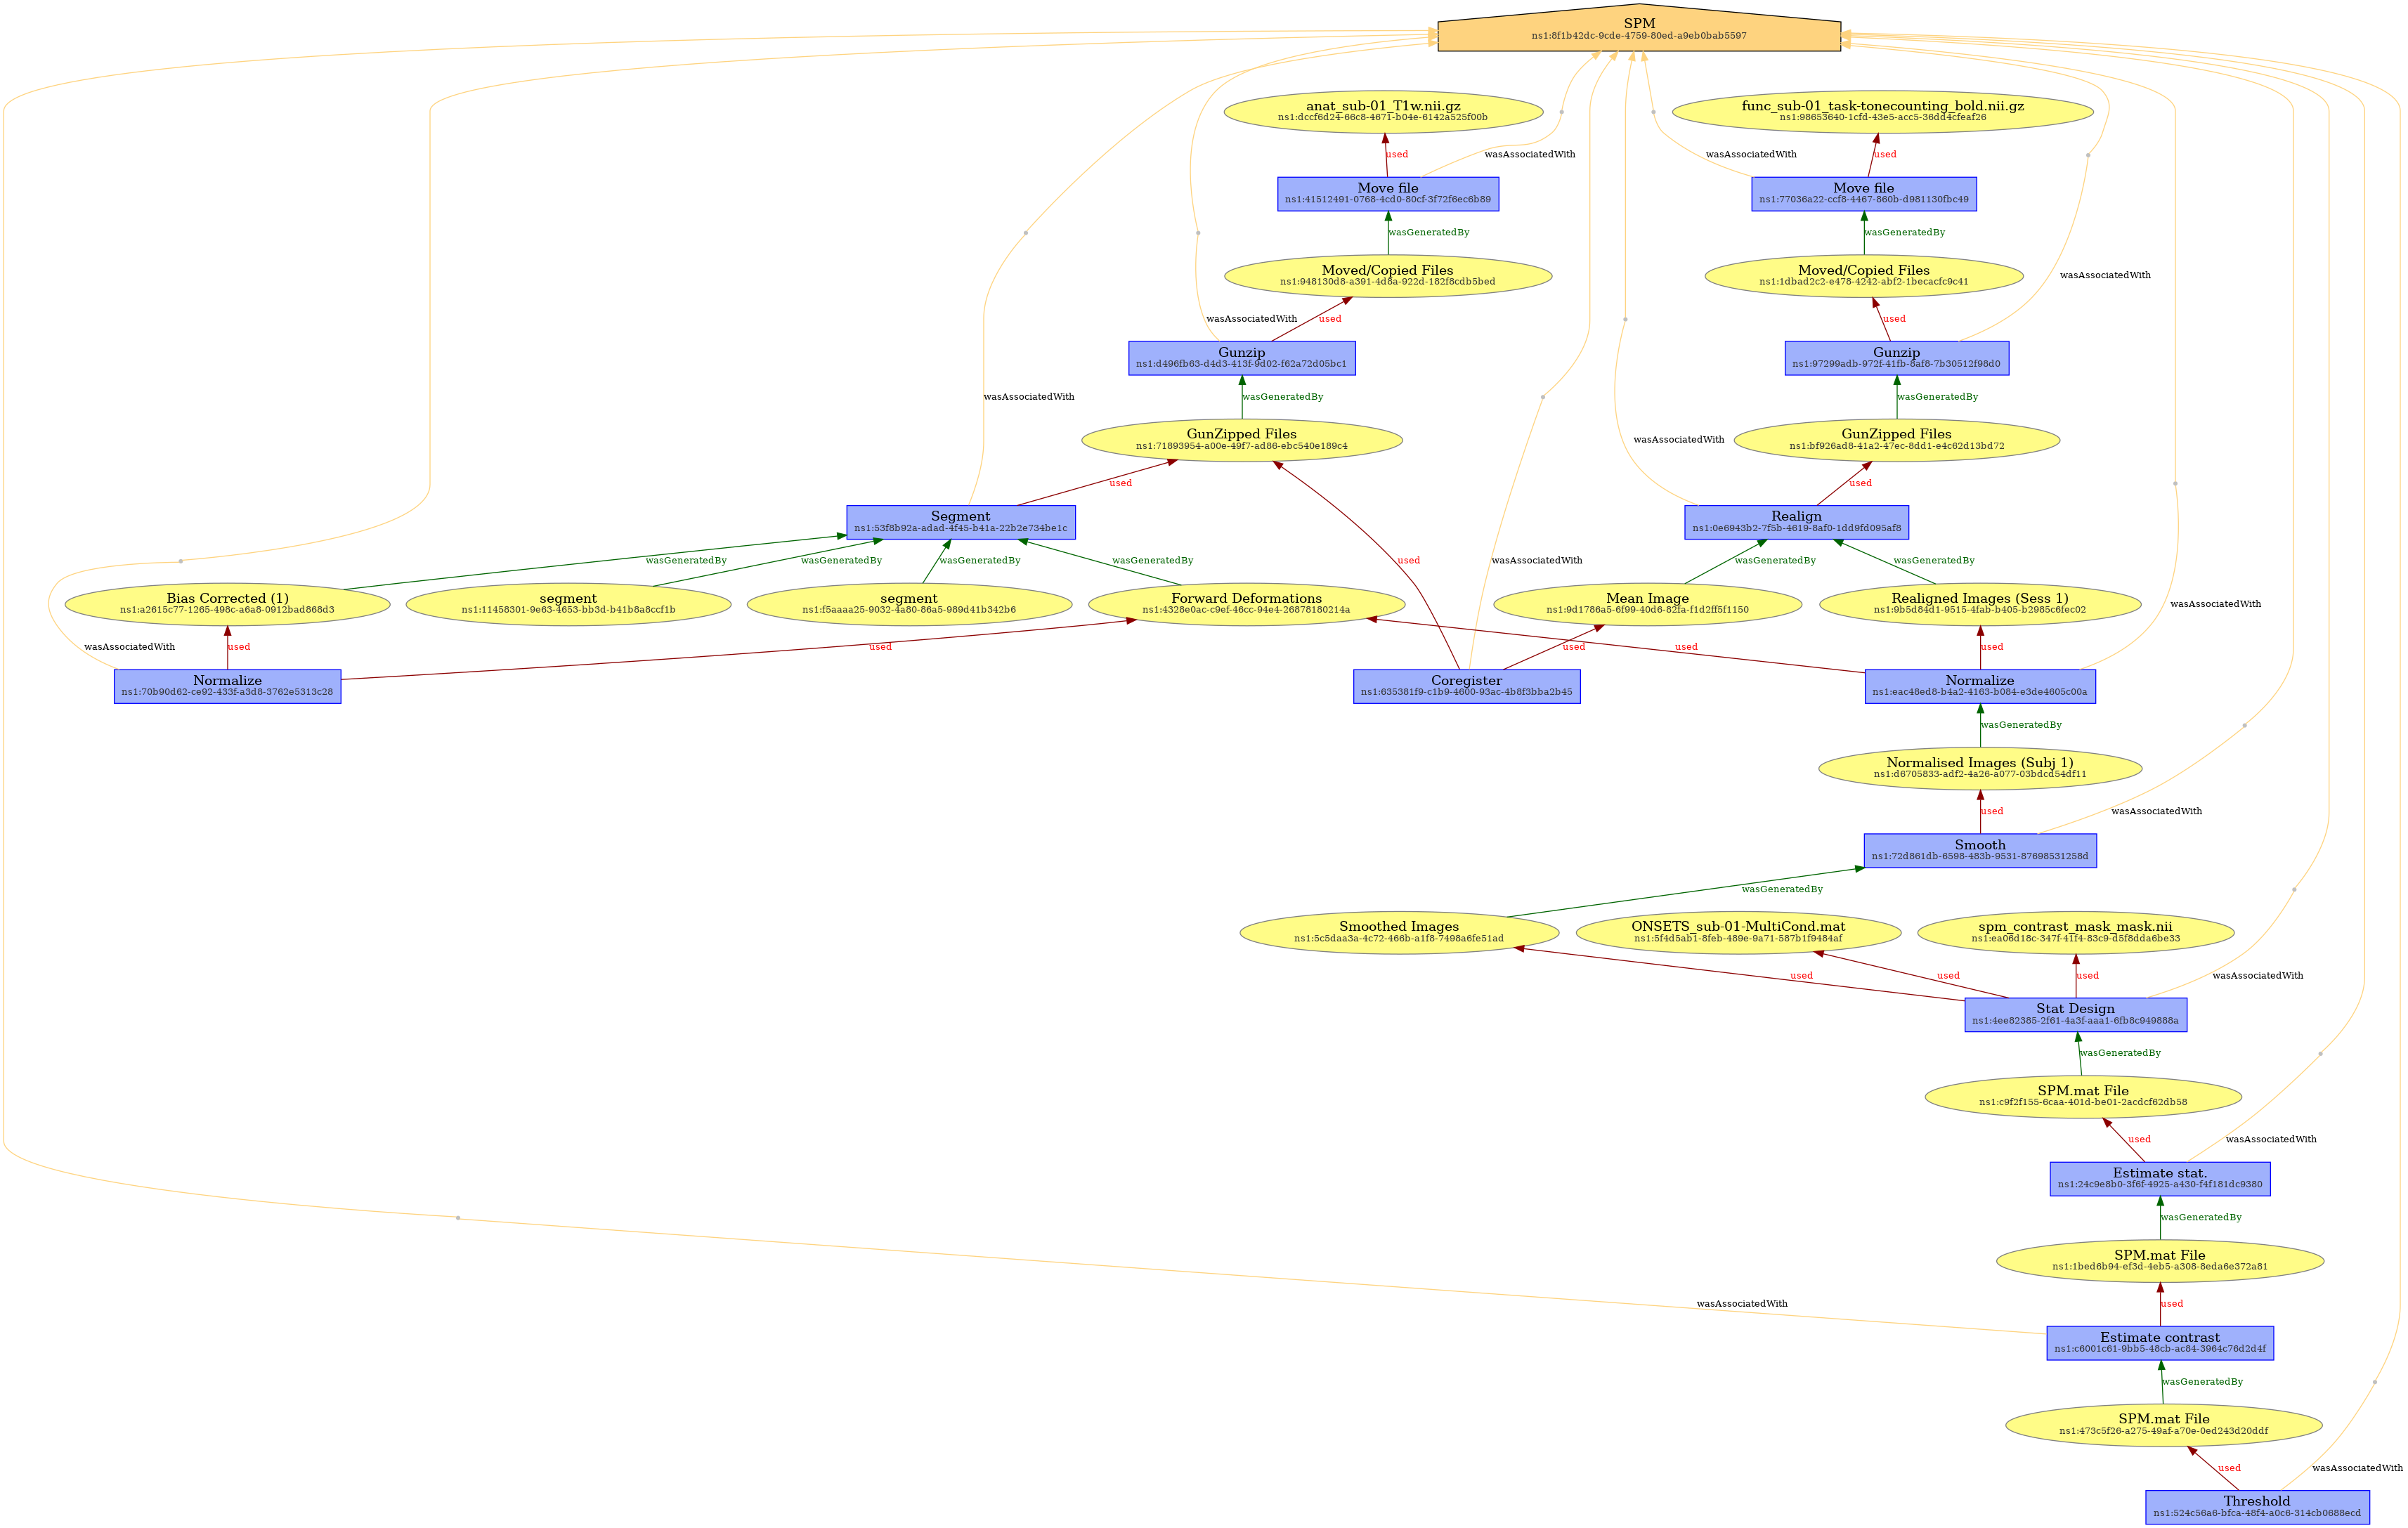 SPM
ns1:8f1b42dc-9cde-4759-80ed-a9eb0bab5597
anat_sub-01_T1w.nii.gz
ns1:dccf6d24-66c8-4671-b04e-6142a525f00b
func_sub-01_task-tonecounting_bold.nii.gz
ns1:98653640-1cfd-43e5-acc5-36dd4cfeaf26
used
wasAssociatedWith
wasAssociatedWith
used
Move file
ns1:41512491-0768-4cd0-80cf-3f72f6ec6b89
Move file
ns1:77036a22-ccf8-4467-860b-d981130fbc49
wasGeneratedBy
wasGeneratedBy
Moved/Copied Files
ns1:948130d8-a391-4d8a-922d-182f8cdb5bed
Moved/Copied Files
ns1:1dbad2c2-e478-4242-abf2-1becacfc9c41
wasAssociatedWith
wasAssociatedWith
used
used
Gunzip
ns1:d496fb63-d4d3-413f-9d02-f62a72d05bc1
Gunzip
ns1:97299adb-972f-41fb-8af8-7b30512f98d0
wasAssociatedWith
wasGeneratedBy
wasGeneratedBy
GunZipped Files
ns1:71893954-a00e-49f7-ad86-ebc540e189c4
GunZipped Files
ns1:bf926ad8-41a2-47ec-8dd1-e4c62d13bd72
wasAssociatedWith
used
used
Segment
ns1:53f8b92a-adad-4f45-b41a-22b2e734be1c
Realign
ns1:0e6943b2-7f5b-4619-8af0-1dd9fd095af8
wasGeneratedBy
wasGeneratedBy
wasGeneratedBy
wasGeneratedBy
used
wasAssociatedWith
wasGeneratedBy
wasGeneratedBy
Bias Corrected (1)
ns1:a2615c77-1265-498c-a6a8-0912bad868d3
segment
ns1:11458301-9e63-4653-bb3d-b41b8a8ccf1b
segment
ns1:f5aaaa25-9032-4a80-86a5-989d41b342b6
Forward Deformations
ns1:4328e0ac-c9ef-46cc-94e4-26878180214a
Mean Image
ns1:9d1786a5-6f99-40d6-82fa-f1d2ff5f1150
Realigned Images (Sess 1)
ns1:9b5d84d1-9515-4fab-b405-b2985c6fec02
wasAssociatedWith
wasAssociatedWith
used
used
used
used
used
Normalize
ns1:70b90d62-ce92-433f-a3d8-3762e5313c28
Coregister
ns1:635381f9-c1b9-4600-93ac-4b8f3bba2b45
Normalize
ns1:eac48ed8-b4a2-4163-b084-e3de4605c00a
wasGeneratedBy
Normalised Images (Subj 1)
ns1:d6705833-adf2-4a26-a077-03bdcd54df11
used
wasAssociatedWith
Smooth
ns1:72d861db-6598-483b-9531-87698531258d
wasGeneratedBy
Smoothed Images
ns1:5c5daa3a-4c72-466b-a1f8-7498a6fe51ad
ONSETS_sub-01-MultiCond.mat
ns1:5f4d5ab1-8feb-489e-9a71-587b1f9484af
spm_contrast_mask_mask.nii
ns1:ea06d18c-347f-41f4-83c9-d5f8dda6be33
used
used
used
wasAssociatedWith
Stat Design
ns1:4ee82385-2f61-4a3f-aaa1-6fb8c949888a
wasGeneratedBy
SPM.mat File
ns1:c9f2f155-6caa-401d-be01-2acdcf62db58
used
wasAssociatedWith
Estimate stat.
ns1:24c9e8b0-3f6f-4925-a430-f4f181dc9380
wasGeneratedBy
SPM.mat File
ns1:1bed6b94-ef3d-4eb5-a308-8eda6e372a81
wasAssociatedWith
used
Estimate contrast
ns1:c6001c61-9bb5-48cb-ac84-3964c76d2d4f
wasGeneratedBy
SPM.mat File
ns1:473c5f26-a275-49af-a70e-0ed243d20ddf
used
wasAssociatedWith
Threshold
ns1:524c56a6-bfca-48f4-a0c6-314cb0688ecd